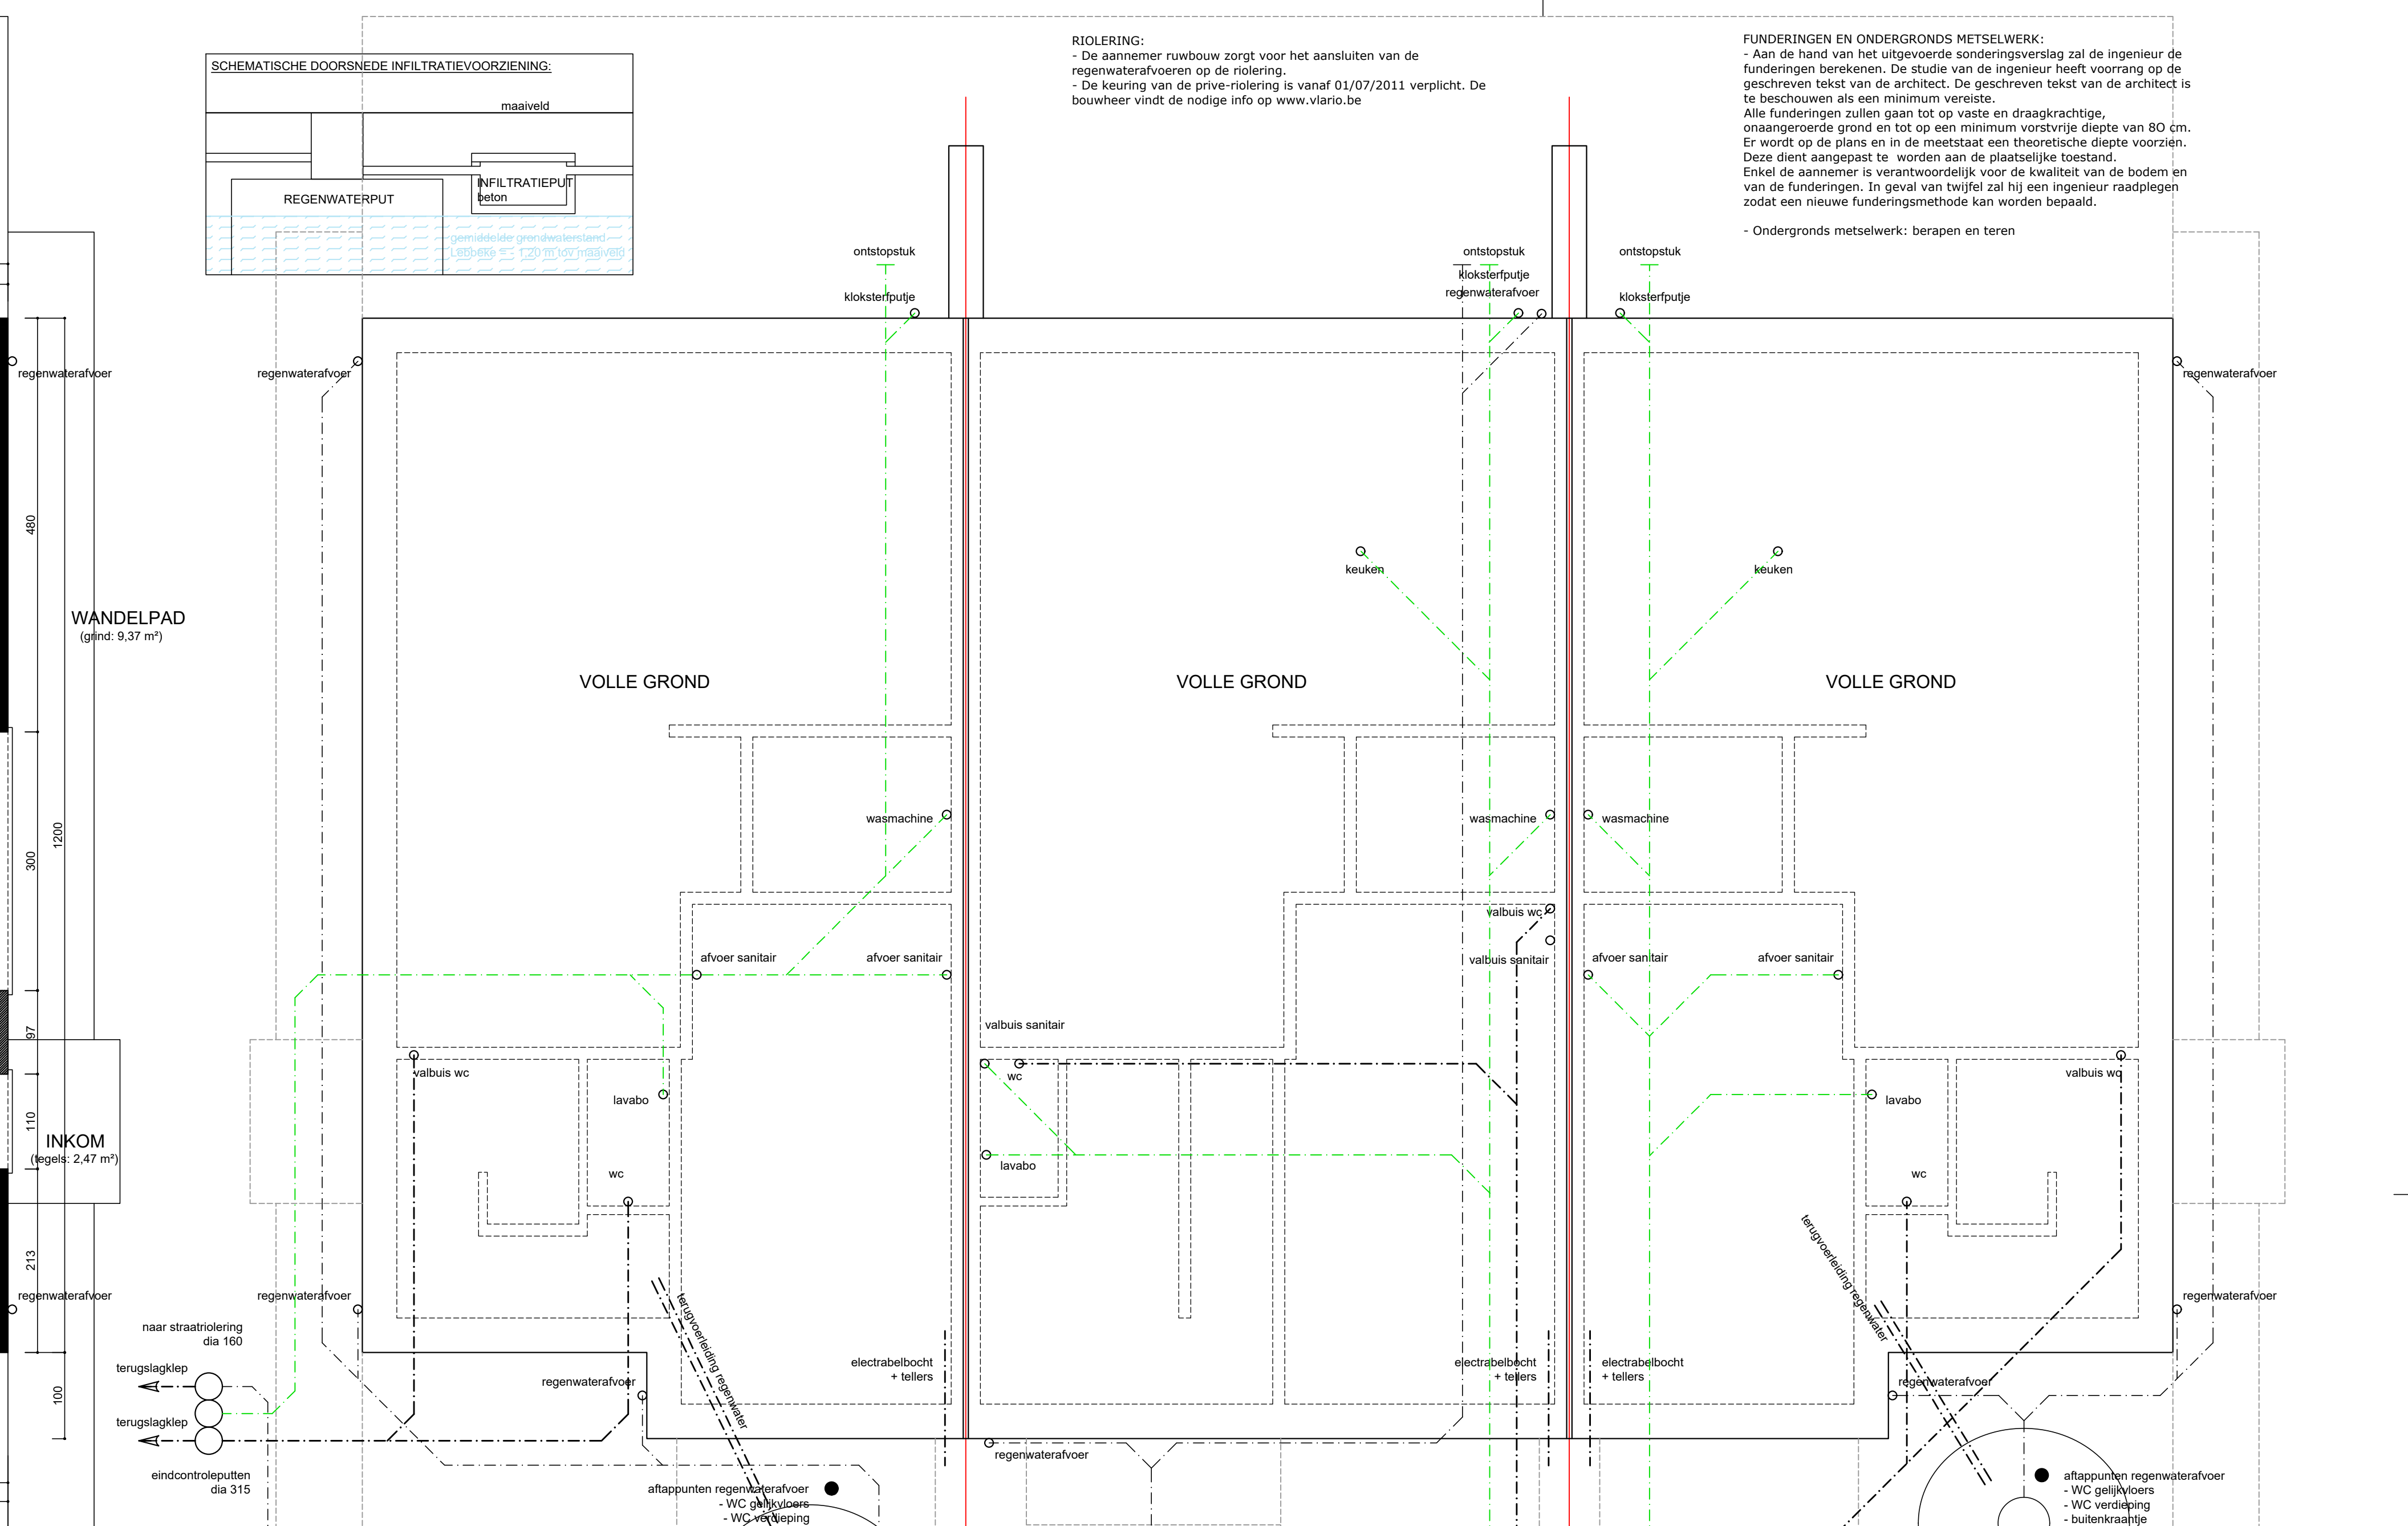 SCHEMATISCHE DOORSNEDE INFILTRATIEVOORZIENING:
maaiveld
REGENWATERPUT
INFILTRATIEPUT
beton
gemiddelde grondwaterstand
Lebbeke = - 1,20 m tov maaiveld
RIOLERING:
- De aannemer ruwbouw zorgt voor het aansluiten van de
regenwaterafvoeren op de riolering.
- De keuring van de prive-riolering is vanaf 01/07/2011 verplicht. De
bouwheer vindt de nodige info op www.vlario.be
FUNDERINGEN EN ONDERGRONDS METSELWERK:
- Aan de hand van het uitgevoerde sonderingsverslag zal de ingenieur de
funderingen berekenen. De studie van de ingenieur heeft voorrang op de
geschreven tekst van de architect. De geschreven tekst van de architect is
te beschouwen als een minimum vereiste.
Alle funderingen zullen gaan tot op vaste en draagkrachtige,
onaangeroerde grond en tot op een minimum vorstvrije diepte van 8O cm.
Er wordt op de plans en in de meetstaat een theoretische diepte voorzien.
Deze dient aangepast te  worden aan de plaatselijke toestand.
Enkel de aannemer is verantwoordelijk voor de kwaliteit van de bodem en
van de funderingen. In geval van twijfel zal hij een ingenieur raadplegen
zodat een nieuwe funderingsmethode kan worden bepaald.
- Ondergronds metselwerk: berapen en teren
ontstopstuk
ontstopstuk
ontstopstuk
kloksterfputje
kloksterfputje
regenwaterafvoer
kloksterfputje
regenwaterafvoer
regenwaterafvoer
regenwaterafvoer
480
keuken
keuken
WANDELPAD
(grind: 9,37 m²)
VOLLE GROND
VOLLE GROND
VOLLE GROND
1200
300
wasmachine
wasmachine
wasmachine
valbuis wc
valbuis sanitair
afvoer sanitair
afvoer sanitair
afvoer sanitair
afvoer sanitair
97
valbuis sanitair
valbuis wc
wc
valbuis wc
lavabo
lavabo
110
INKOM
(tegels: 2,47 m²)
lavabo
wc
wc
213
terugvoerleiding regenwater
terugvoerleiding regenwater
regenwaterafvoer
regenwaterafvoer
regenwaterafvoer
naar straatriolering
dia 160
terugslagklep
electrabelbocht
+ tellers
electrabelbocht
+ tellers
electrabelbocht
+ tellers
100
regenwaterafvoer
regenwaterafvoer
terugslagklep
regenwaterafvoer
eindcontroleputten
dia 315
aftappunten regenwaterafvoer
- WC gelijkvloers
- WC verdieping
aftappunten regenwaterafvoer
- WC gelijkvloers
- WC verdieping
- buitenkraantje